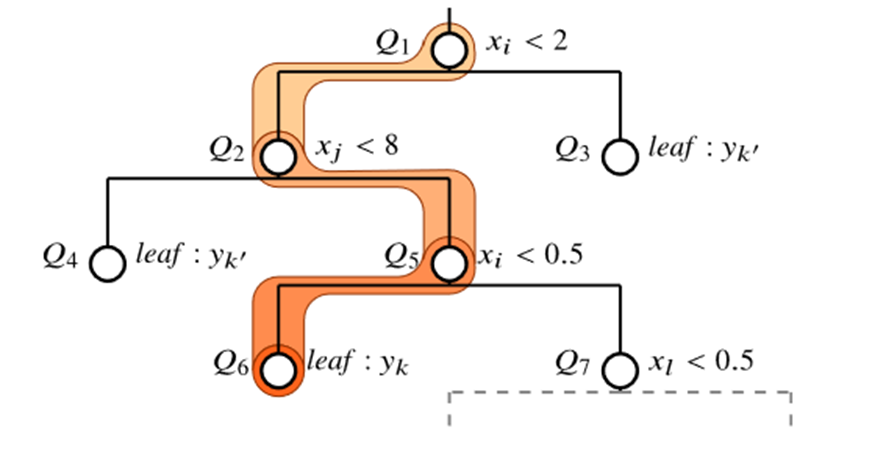 Q₁ xᵢ < 2
Q₂ xⱼ < 8 Q₃ leaf : yₖ′
Q₄ leaf : yₖ′ Q₅ xᵢ < 0.5
Q₆ leaf : yₖ Q₇ xₗ < 0.5